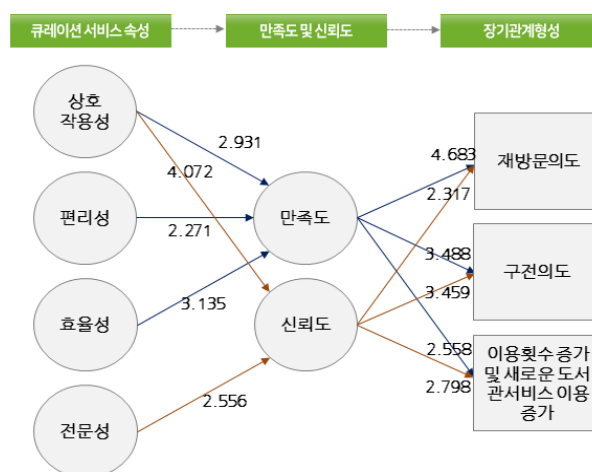 큐레이션 서비스 속성
만족도 및 신뢰도
장기관계형성
상호
작용성
편리성
효율성
전문성
2.931
4.072
2.271
3.135
2.556
만족도
신뢰도
4.683
2.317
3.488
3.459
2.558
2.798
재방문의도
구전의도
이용횟수 증가
및 새로운 도서
관서비스 이용
증가